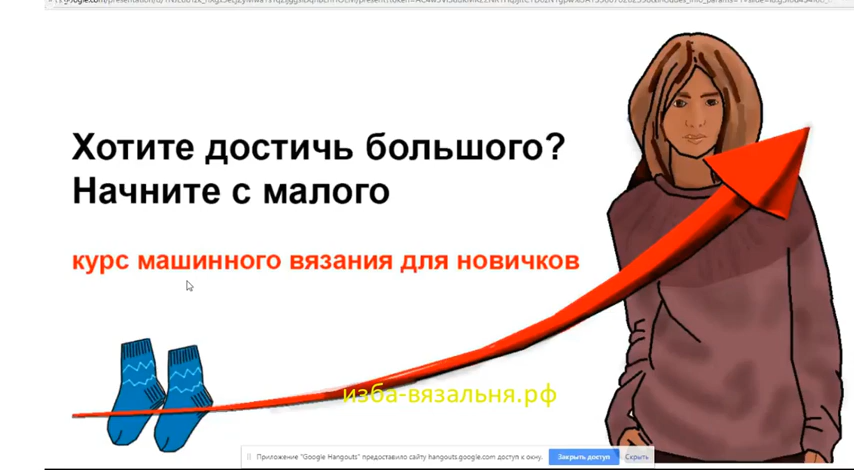 Хотите достичь большого?
Начните с малого
курс машинного вязания для новичков
изба-вязальня.рф
Приложение "Google Hangouts" предоставило сайту hangouts.google.com доступ к окну.
Закрыть доступ
Скрыть